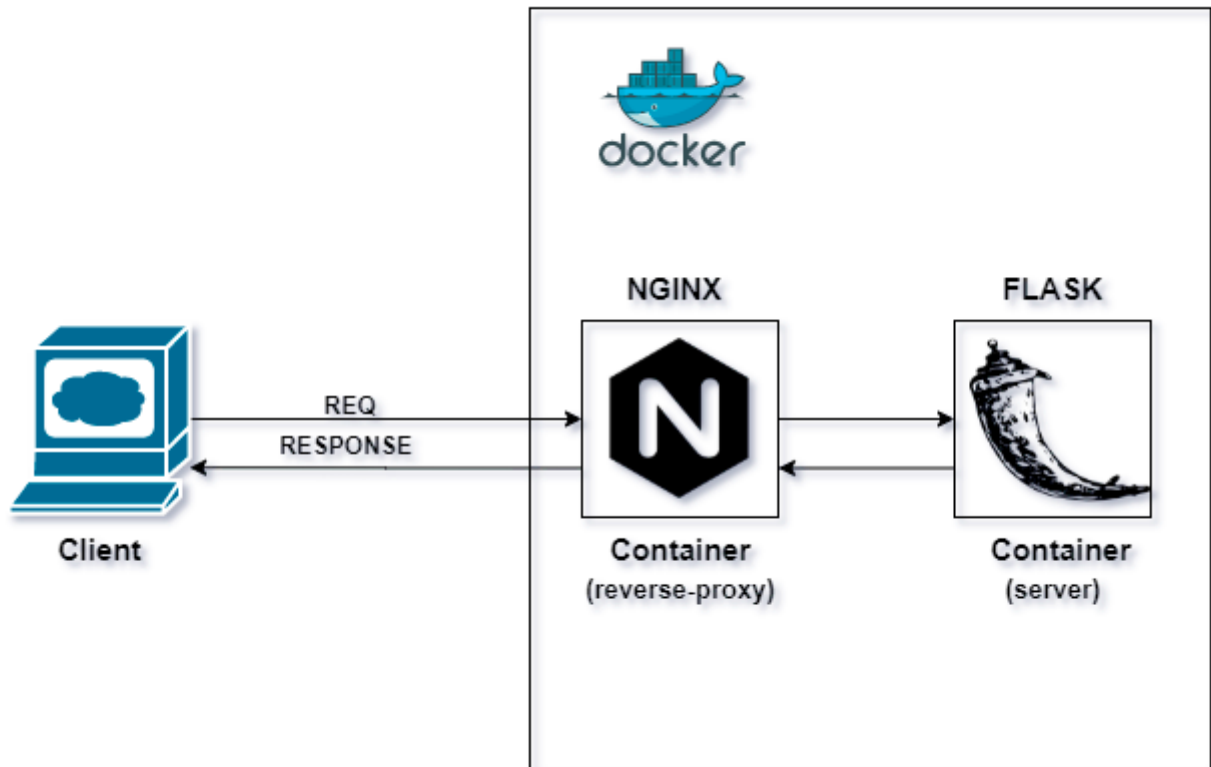 docker
NGINX
FLASK
REQ
RESPONSE
Client
Container
(reverse-proxy)
Container
(server)